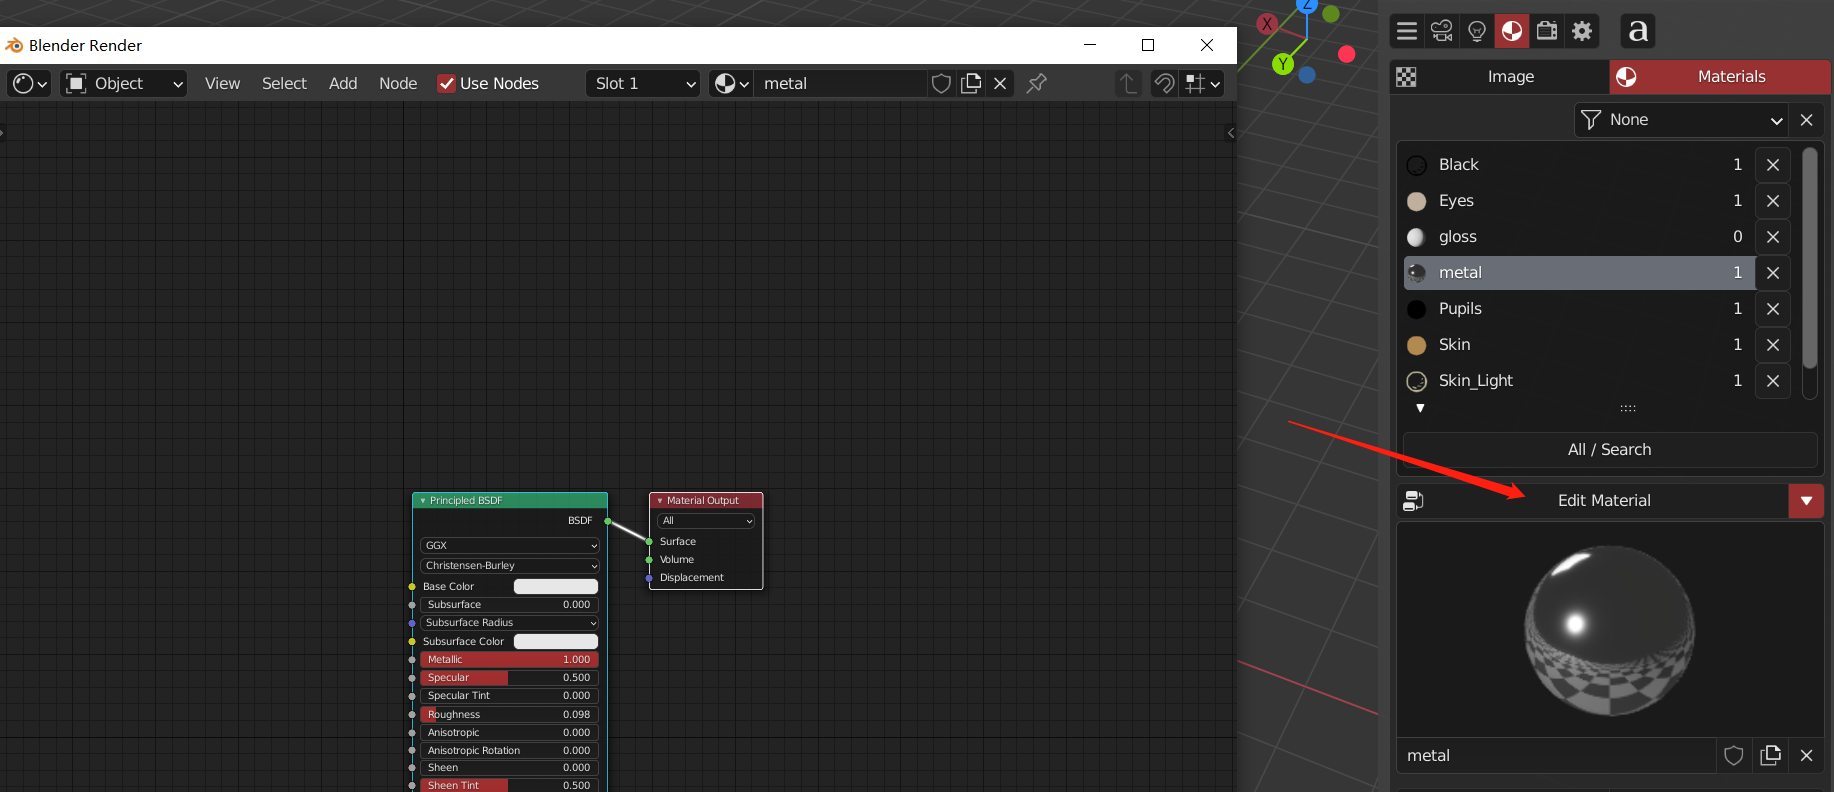 Blender Render
Object View Select Add Node Use Nodes Slot 1 metal
Principled BSDF
BSDF
GGX
Christensen-Burley
Base Color
Subsurface 0.000
Subsurface Radius
Subsurface Color
Metallic 1.000
Specular 0.500
Specular Tint 0.000
Roughness 0.098
Anisotropic 0.000
Anisotropic Rotation 0.000
Sheen 0.000
Sheen Tint 0.500
Material Output
All
Surface
Volume
Displacement
Z
X
Y
a
Image Materials
None
Black 1
Eyes 1
gloss 0
metal 1
Pupils 1
Skin 1
Skin_Light 1
All / Search
Edit Material
metal